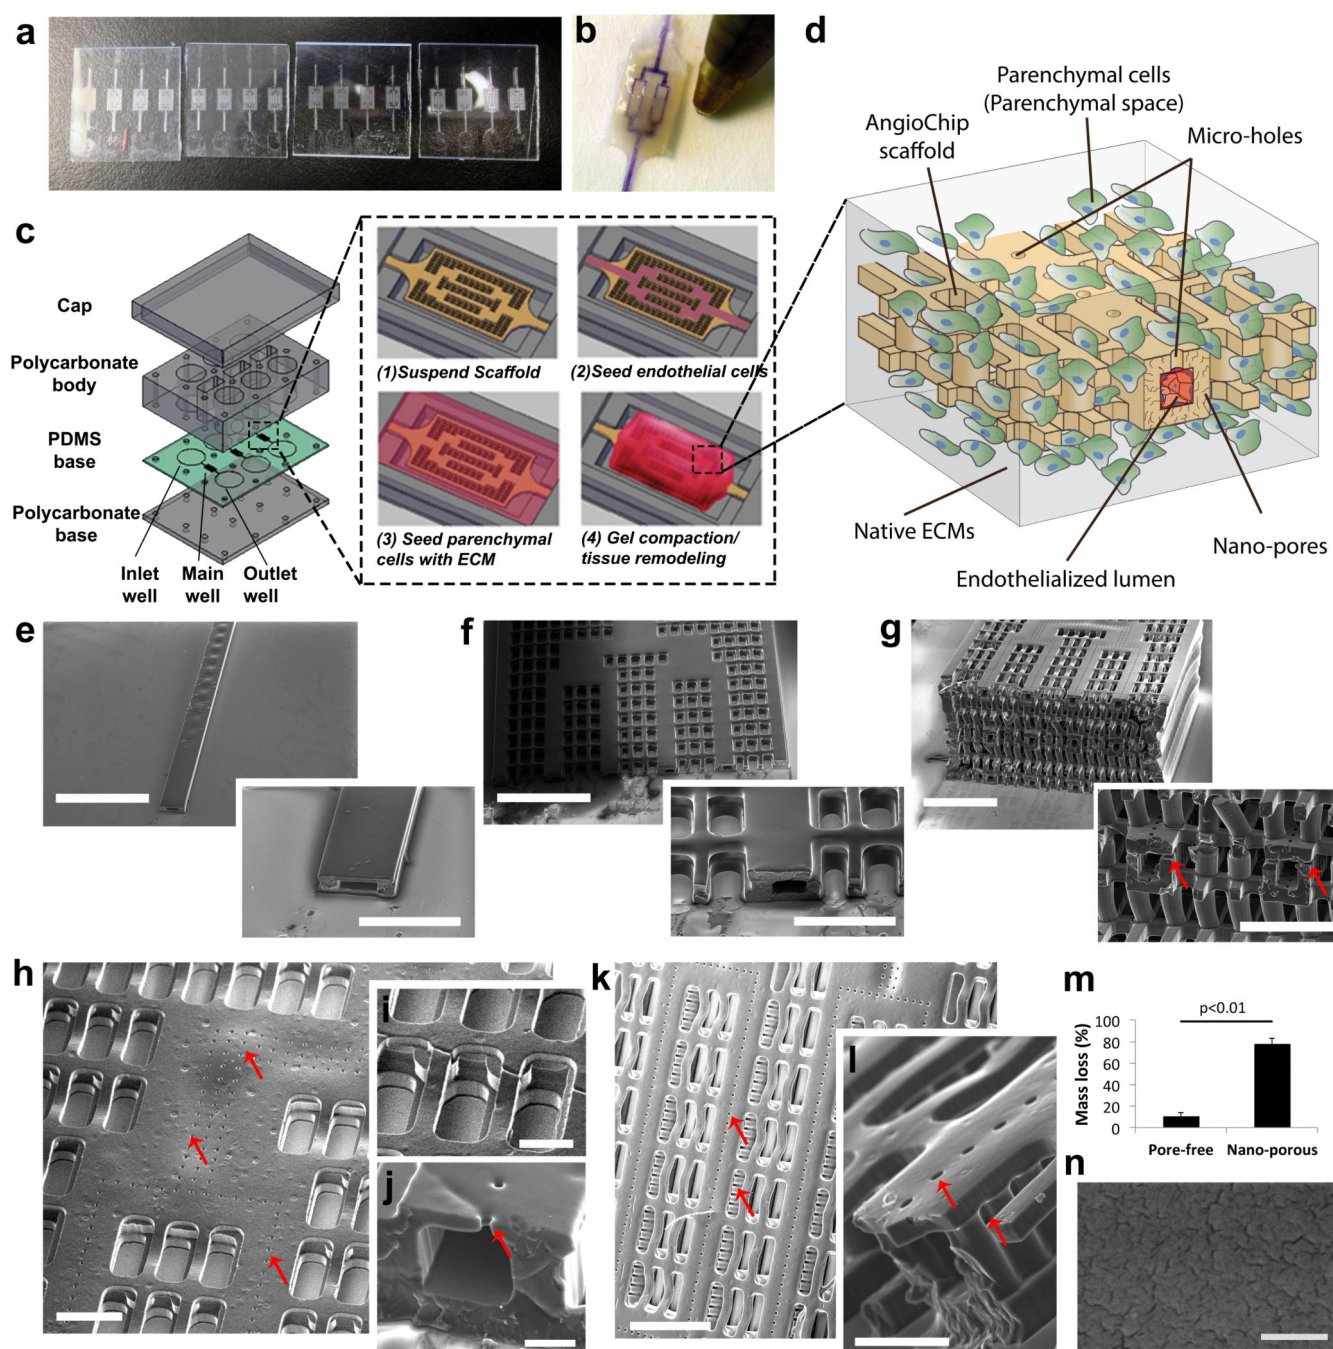 a
b
d
Parenchymal cells
(Parenchymal space)
AngioChip
scaffold
Micro-holes
Native ECMs
Nano-pores
Endothelialized lumen
c
Cap
Polycarbonate
body
PDMS
base
Polycarbonate
base
Inlet
well
Main
well
Outlet
well
(1)Suspend Scaffold
(2)Seed endothelial cells
(3) Seed parenchymal
cells with ECM
(4) Gel compaction/
tissue remodeling
e
f
g
h
i
j
k
l
m
p<0.01
Mass loss (%)
100
80
60
40
20
0
Pore-free
Nano-porous
n